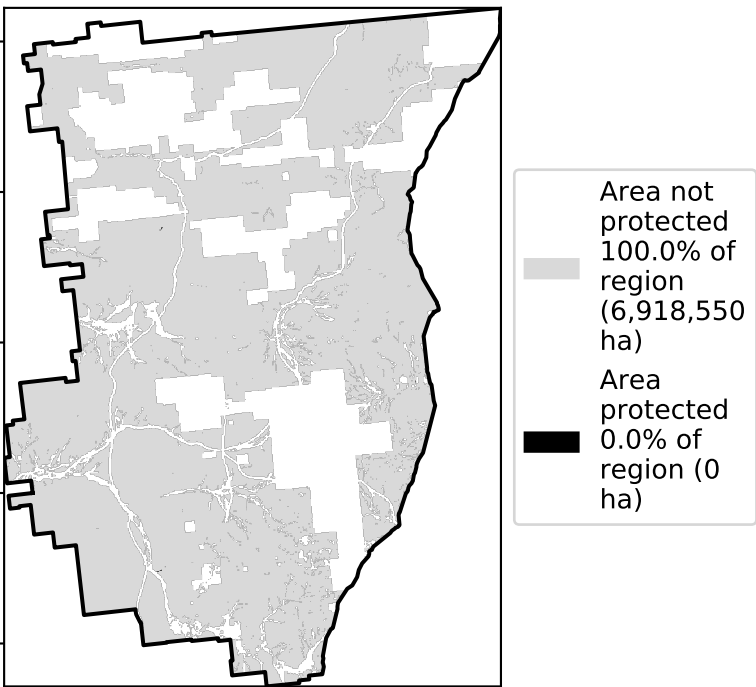 Area not
protected
100.0% of
region
(6,918,550
ha)
Area
protected
0.0% of
region (0
ha)